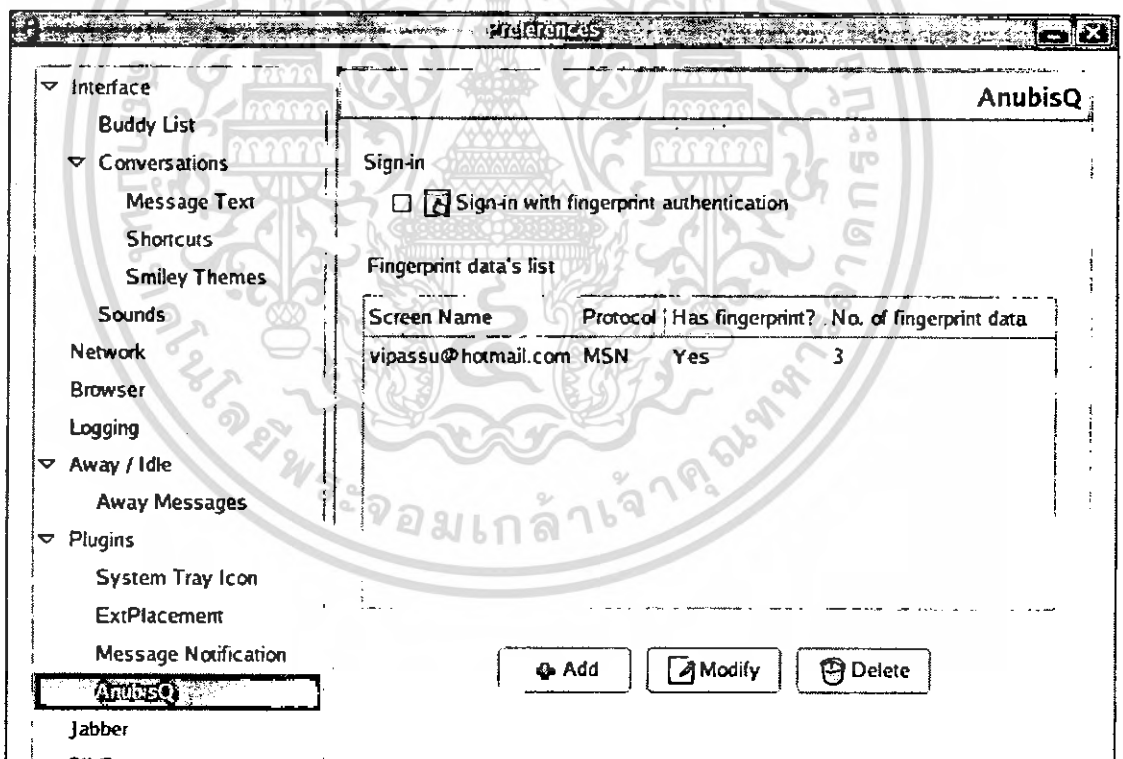 Preferences
Interface
Buddy List
Conversations
Message Text
Shortcuts
Smiley Themes
Sounds
Network
Browser
Logging
Away / Idle
Away Messages
Plugins
System Tray Icon
ExtPlacement
Message Notification
AnubisQ
Jabber
AnubisQ
Sign-in
Sign-in with fingerprint authentication
Fingerprint data's list
Screen Name Protocol Has fingerprint? No. of fingerprint data
vipassu@hotmail.com MSN Yes 3
Add Modify Delete